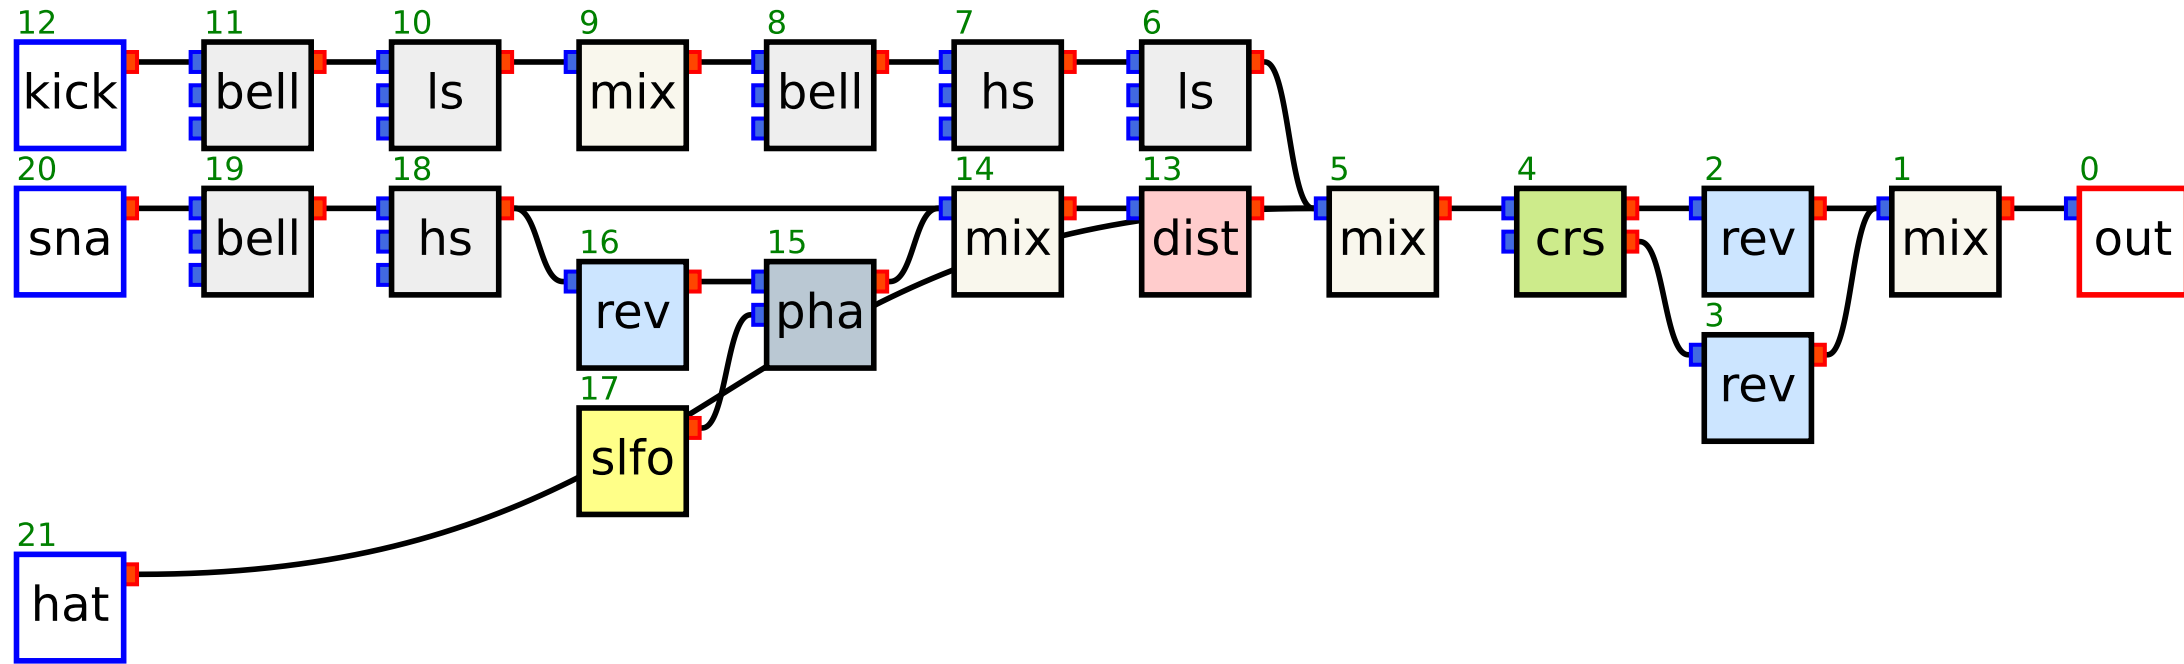 12 11 10 9 8 7 6
kick bell ls mix bell hs ls
20 19 18 14 13 5 4 2 1 0
sna bell hs mix dist mix crs rev mix out
16 15
rev pha
3
rev
17
slfo
21
hat